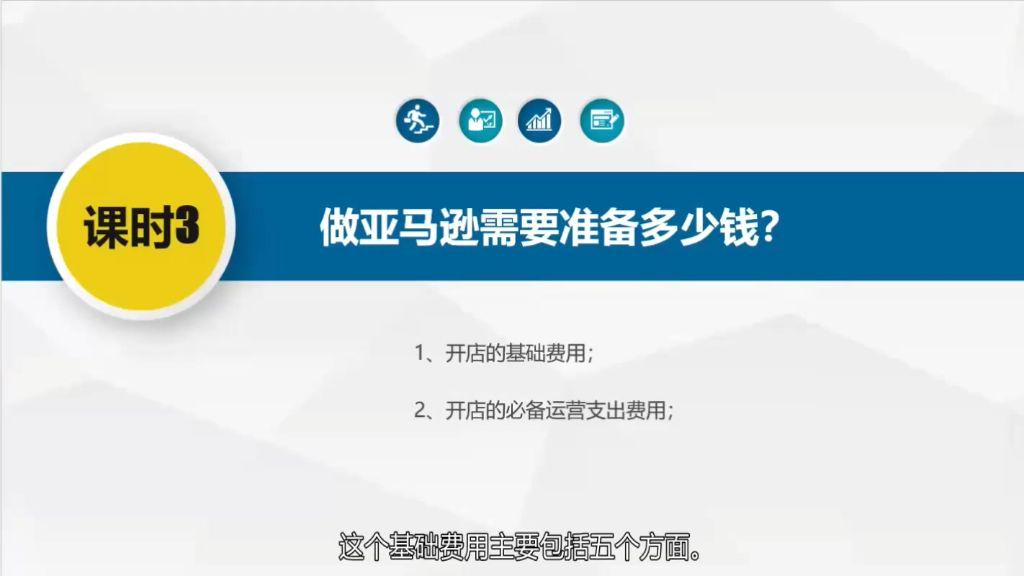 课时3
做亚马逊需要准备多少钱?
1、开店的基础费用;
2、开店的必备运营支出费用;
这个基础费用主要包括五个方面。